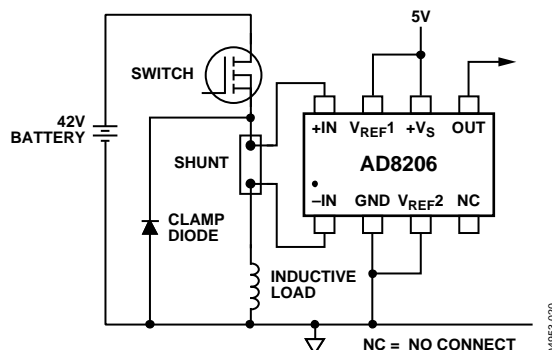 5V
SWITCH
42V
BATTERY
+IN VREF1 +VS OUT
SHUNT
AD8206
–IN GND VREF2 NC
CLAMP
DIODE
INDUCTIVE
LOAD
NC = NO CONNECT